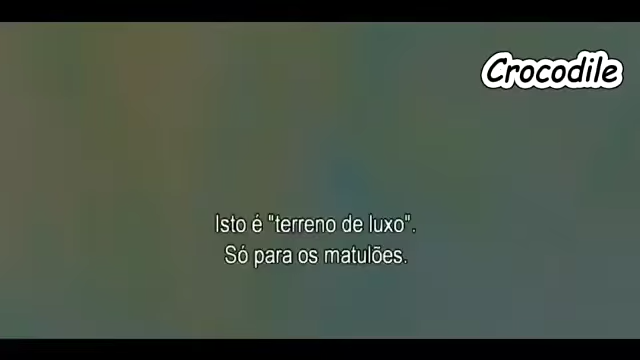 Crocodile
Isto é "terreno de luxo".
Só para os matulões.